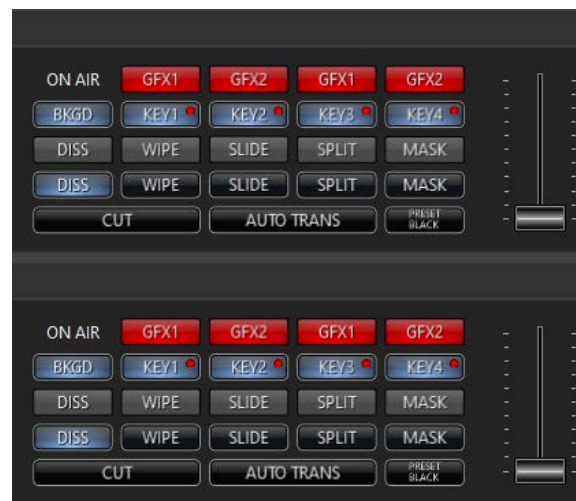 ON AIR GFX1 GFX2 GFX1 GFX2
BKGD KEY1 KEY2 KEY3 KEY4
DISS WIPE SLIDE SPLIT MASK
DISS WIPE SLIDE SPLIT MASK
CUT AUTO TRANS PRESET BLACK
ON AIR GFX1 GFX2 GFX1 GFX2
BKGD KEY1 KEY2 KEY3 KEY4
DISS WIPE SLIDE SPLIT MASK
DISS WIPE SLIDE SPLIT MASK
CUT AUTO TRANS PRESET BLACK